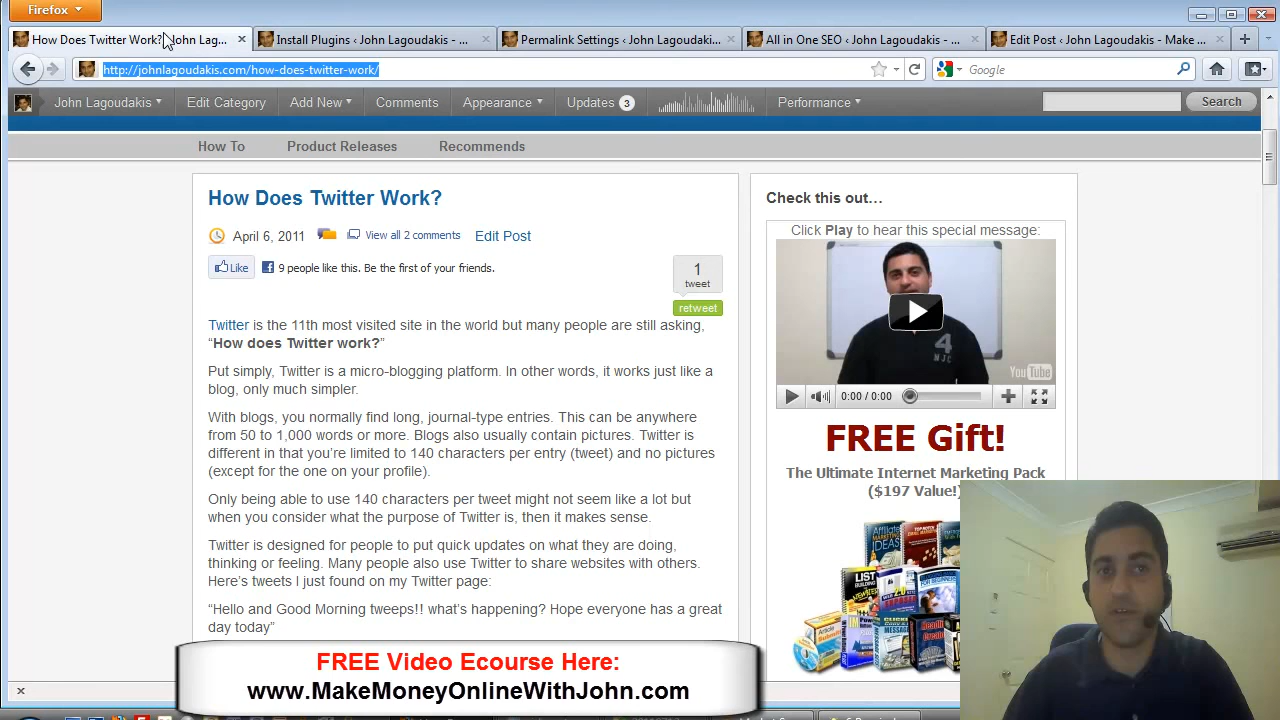 Firefox
How Does Twitter Work? John Lag...
Install Plugins ‹ John Lagoudakis - ...
Permalink Settings ‹ John Lagoudaki...
All in One SEO ‹ John Lagoudakis - ...
Edit Post ‹ John Lagoudakis - Make ...
http://johnlagoudakis.com/how-does-twitter-work/
Google
John Lagoudakis
Edit Category
Add New
Comments
Appearance
Updates 3
Performance
Search
How To
Product Releases
Recommends
How Does Twitter Work?
April 6, 2011
View all 2 comments
Edit Post
Like
9 people like this. Be the first of your friends.
1
tweet
retweet
Twitter is the 11th most visited site in the world but many people are still asking,
“How does Twitter work?”
Put simply, Twitter is a micro-blogging platform. In other words, it works just like a
blog, only much simpler.
With blogs, you normally find long, journal-type entries. This can be anywhere
from 50 to 1,000 words or more. Blogs also usually contain pictures. Twitter is
different in that you’re limited to 140 characters per entry (tweet) and no pictures
(except for the one on your profile).
Only being able to use 140 characters per tweet might not seem like a lot but
when you consider what the purpose of Twitter is, then it makes sense.
Twitter is designed for people to put quick updates on what they are doing,
thinking or feeling. Many people also use Twitter to share websites with others.
Here’s tweets I just found on my Twitter page:
“Hello and Good Morning tweeps!! what’s happening? Hope everyone has a great
day today”
Check this out…
Click Play to hear this special message:
4
NJC
YouTube
0:00 / 0:00
FREE Gift!
The Ultimate Internet Marketing Pack
($197 Value!)
FREE Video Ecourse Here:
www.MakeMoneyOnlineWithJohn.com